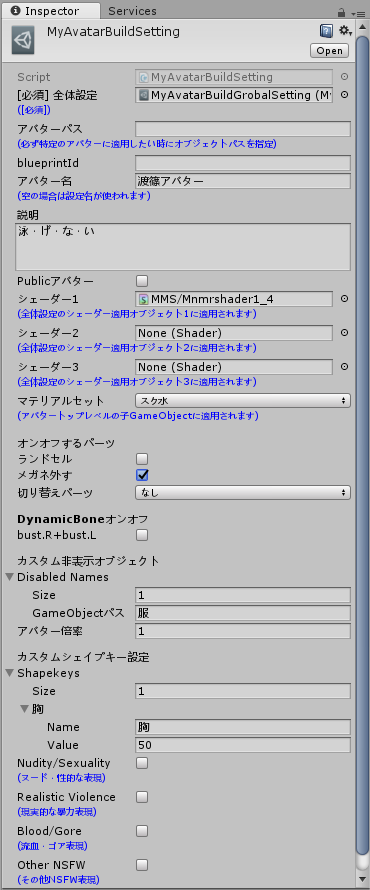 Inspector
Services
MyAvatarBuildSetting
Open
Script
MyAvatarBuildSetting
[必須] 全体設定
MyAvatarBuildGrobalSetting (My
([必須])
アバターパス
(必ず特定のアバターに適用したい時にオブジェクトパスを指定)
blueprintId
アバター名
渡篠アバター
(空の場合は設定名が使われます)
説明
泳・げ・な・い
Publicアバター
シェーダー1
MMS/Mnmrshader1_4
(全体設定のシェーダー適用オブジェクト1に適用されます)
シェーダー2
None (Shader)
(全体設定のシェーダー適用オブジェクト2に適用されます)
シェーダー3
None (Shader)
(全体設定のシェーダー適用オブジェクト3に適用されます)
マテリアルセット
スク水
(アバタートップレベルの子GameObjectに適用されます)
オンオフするパーツ
ランドセル
メガネ外す
切り替えパーツ
なし
DynamicBoneオンオフ
bust.R+bust.L
カスタム非表示オブジェクト
Disabled Names
Size
1
GameObjectパス
服
アバター倍率
1
カスタムシェイプキー設定
Shapekeys
Size
1
胸
Name
胸
Value
50
Nudity/Sexuality
(ヌード・性的な表現)
Realistic Violence
(現実的な暴力表現)
Blood/Gore
(流血・ゴア表現)
Other NSFW
(その他NSFW表現)